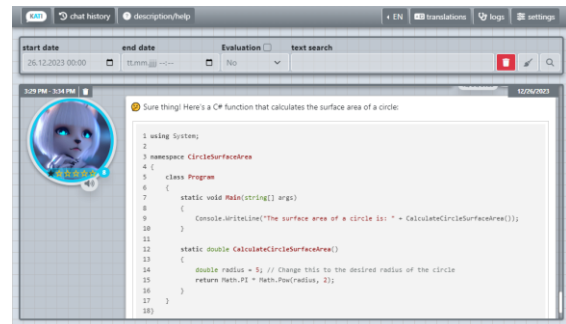 KATI chat history description/help EN translations logs settings
start date end date Evaluation text search
26.12.2023 00:00 tt.mm. --:-- No
3:29 PM - 3:34 PM 12/26/2023
Sure thing! Here's a C# function that calculates the surface area of a circle:
1 using System;
2
3 namespace CircleSurfaceArea
4 {
5 class Program
6 {
7 static void Main(string[] args)
8 {
9 Console.WriteLine("The surface area of a circle is: " + CalculateCircleSurfaceArea());
10 }
11
12 static double CalculateCircleSurfaceArea()
13 {
14 double radius = 5; // Change this to the desired radius of the circle
15 return Math.PI * Math.Pow(radius, 2);
16 }
17 }
18 }